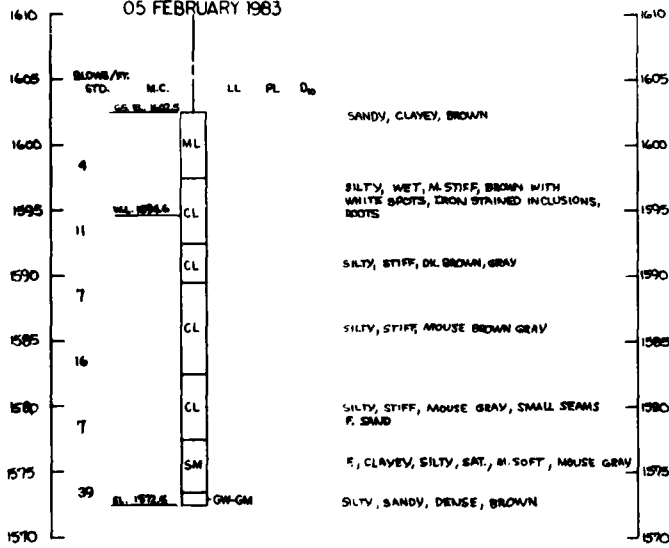 05 FEBRUARY 1983
1610 1610
1605 1605
BLOWS/FT.
STD. M.C. LL PL D10
GS. EL. 1602.5 SANDY, CLAYEY, BROWN
ML
1600 1600
4
SILTY, WET, M. STIFF, BROWN WITH
WHITE SPOTS, IRON STAINED INCLUSIONS,
ROOTS
1595 W.L. 1594.6 CL 1595
11
CL SILTY, STIFF, DK. BROWN, GRAY
1590 1590
7
CL SILTY, STIFF, MOUSE BROWN GRAY
1585 1585
16
1580 CL SILTY, STIFF, MOUSE GRAY, SMALL SEAMS 1580
F. SAND
7
SM F., CLAYEY, SILTY, SAT., M. SOFT, MOUSE GRAY
1575 1575
39
EL. 1572.5 GW-GM SILTY, SANDY, DENSE, BROWN
1570 1570